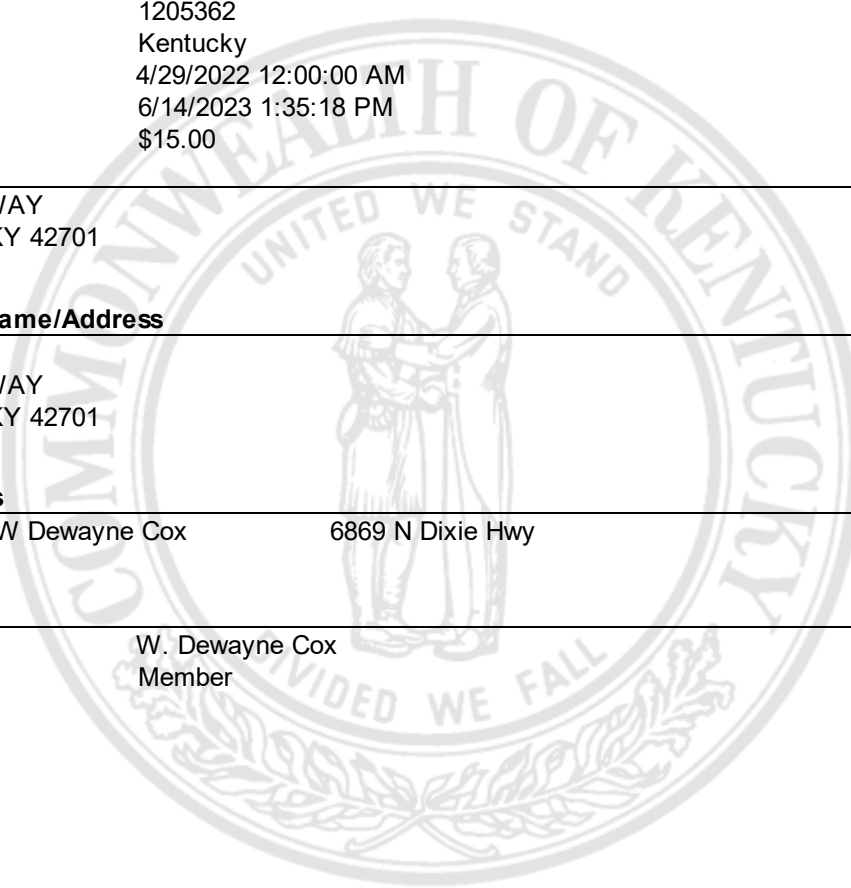 1205362
Kentucky
4/29/2022 12:00:00 AM
6/14/2023 1:35:18 PM
$15.00
WAY
KY 42701
ame/Address
WAY
KY 42701
s
W Dewayne Cox 6869 N Dixie Hwy
W. Dewayne Cox
Member
COMMONWEALTH OF KENTUCKY
UNITED WE STAND
DIVIDED WE FALL